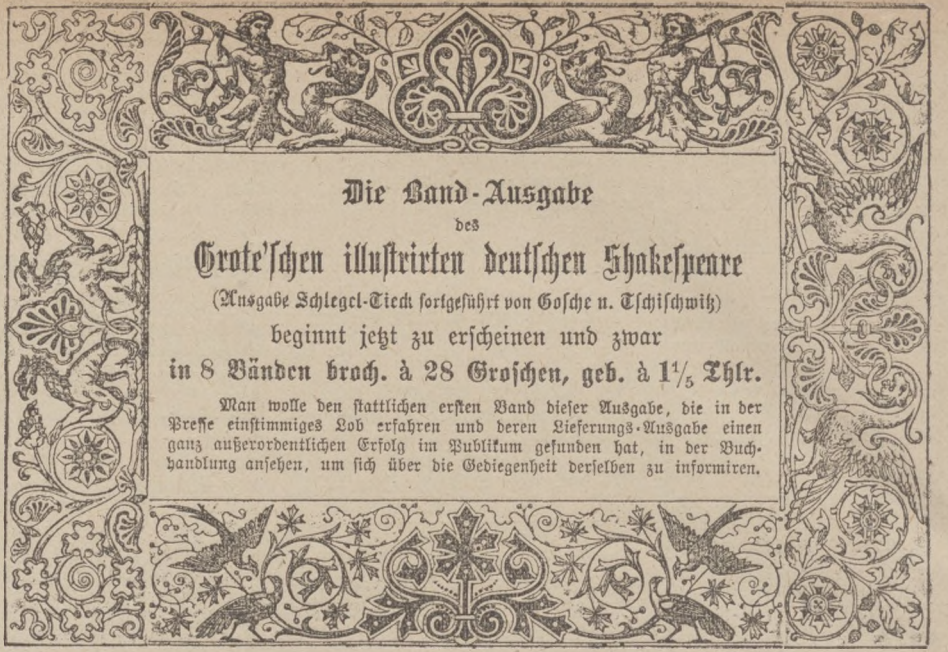 Die Band-Ausgabe
des
Grote'schen illustrirten deutschen Shakespeare
(Ausgabe Schlegel-Tieck fortgeführt von Gosche u. Tschischwitz)
beginnt jetzt zu erscheinen und zwar
in 8 Bänden broch. à 28 Groschen, geb. à 1 1/5 Thlr.
Man wolle den stattlichen ersten Band dieser Ausgabe, die in der
Presse einstimmiges Lob erfahren und deren Lieferungs-Ausgabe einen
ganz außerordentlichen Erfolg im Publikum gefunden hat, in der Buch-
handlung ansehen, um sich über die Gediegenheit derselben zu informiren.